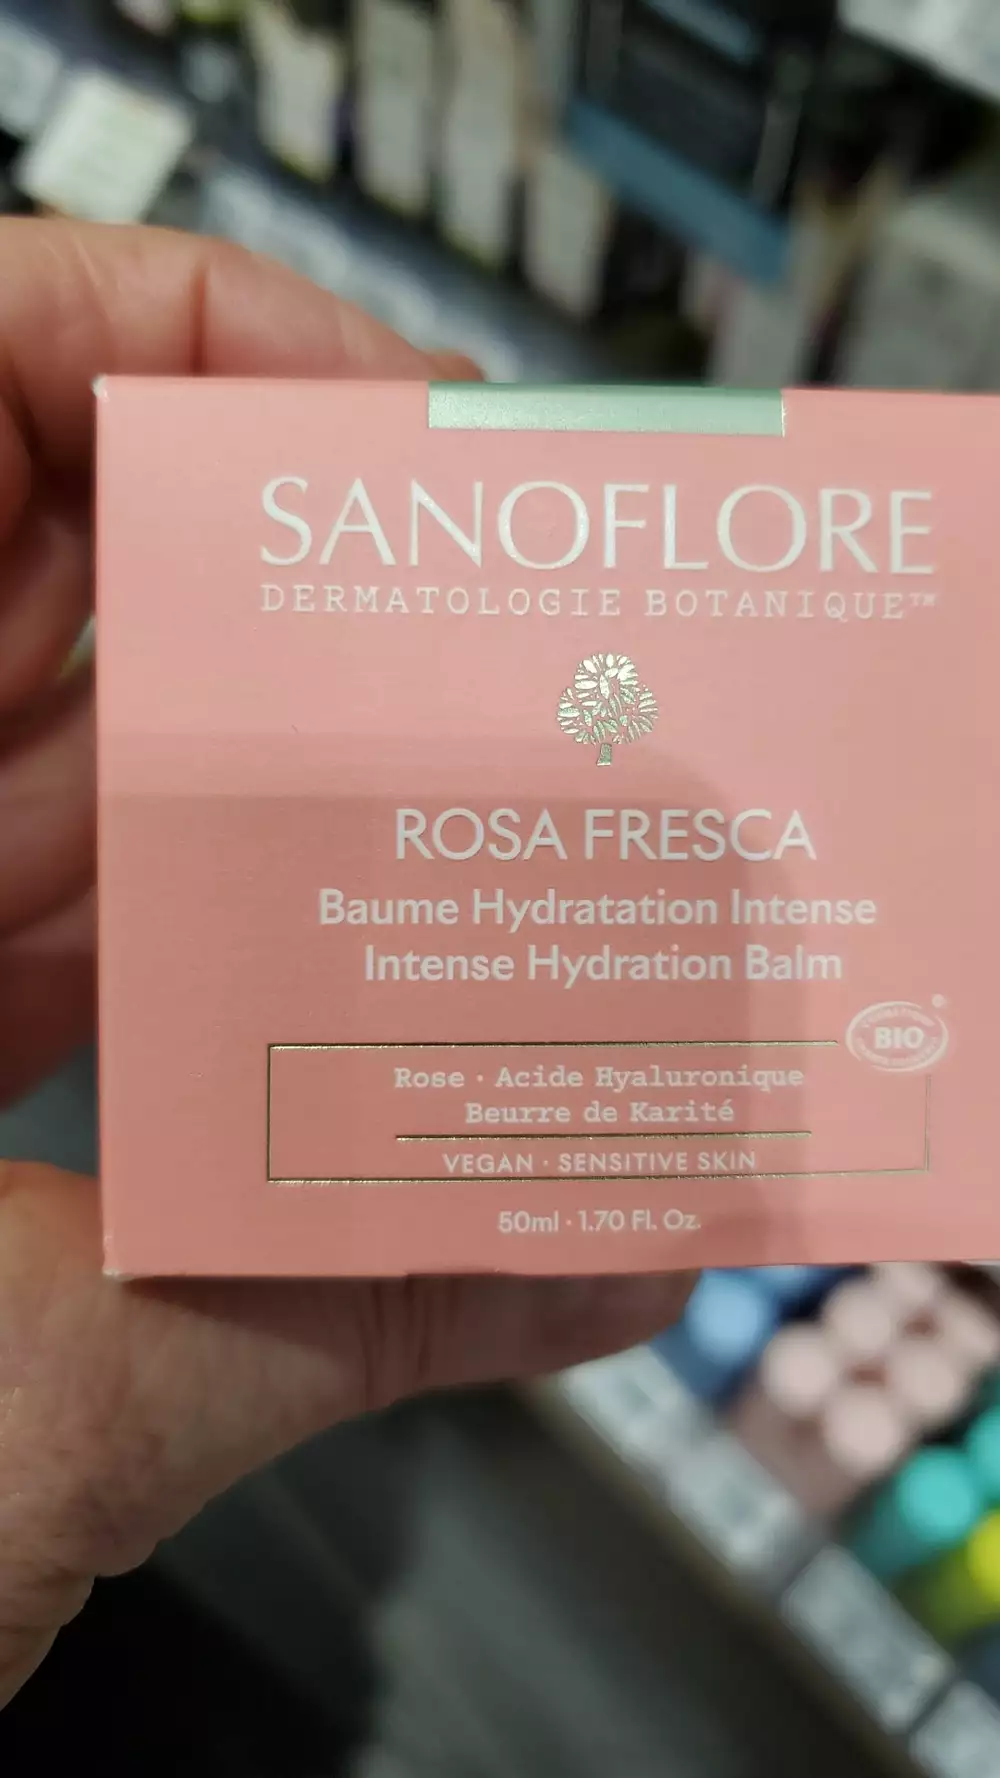 SANOFLORE
DERMATOLOGIE BOTANIQUE™
ROSA FRESCA
Baume Hydratation Intense
Intense Hydration Balm
BIO
Rose · Acide Hyaluronique
Beurre de Karité
VEGAN · SENSITIVE SKIN
50ml · 1.70 Fl. Oz.